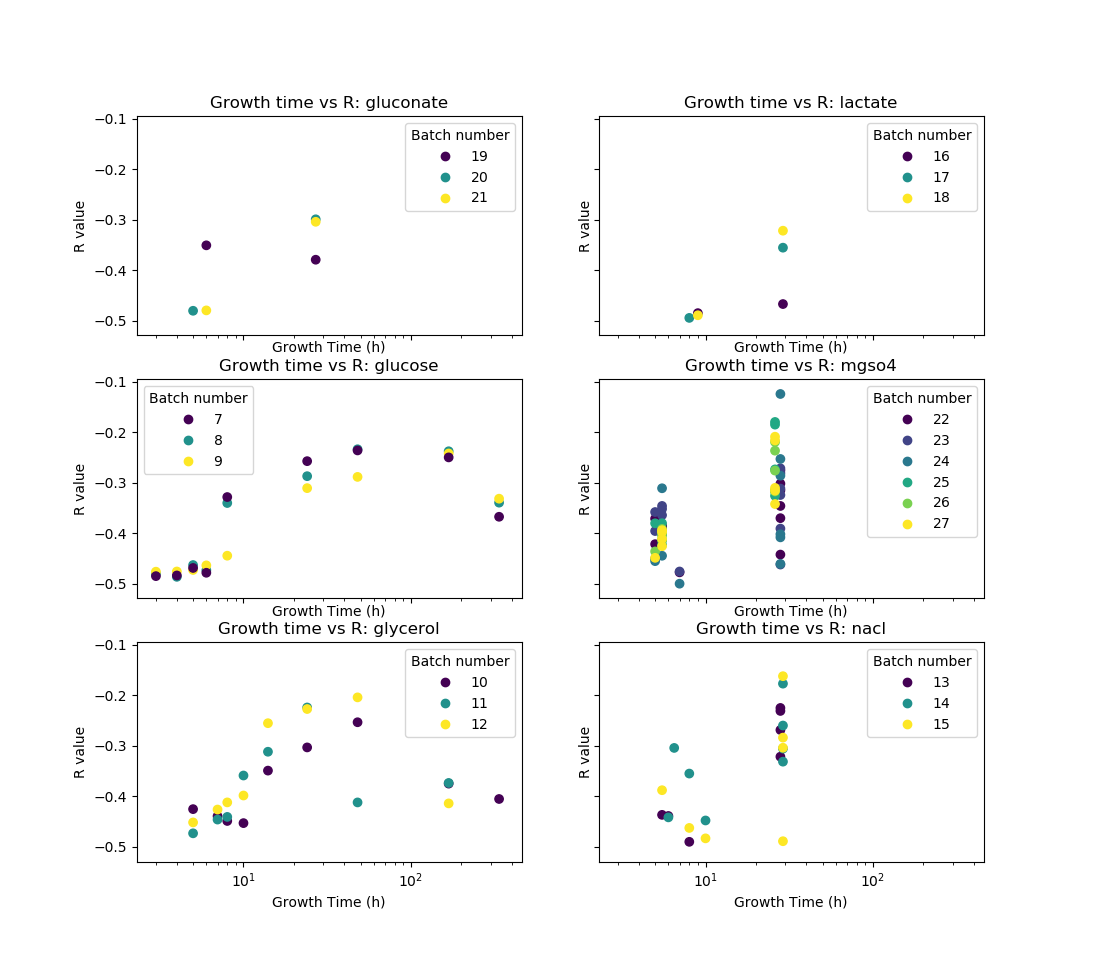 Growth time vs R: gluconate
−0.1
−0.2
−0.3
−0.4
−0.5
R value
Batch number
19
20
21
Growth Time (h)
Growth time vs R: lactate
R value
Batch number
16
17
18
Growth Time (h)
Growth time vs R: glucose
−0.1
−0.2
−0.3
−0.4
−0.5
R value
Batch number
7
8
9
Growth Time (h)
Growth time vs R: mgso4
R value
Batch number
22
23
24
25
26
27
Growth Time (h)
Growth time vs R: glycerol
−0.1
−0.2
−0.3
−0.4
−0.5
R value
Batch number
10
11
12
10¹ 10²
Growth Time (h)
Growth time vs R: nacl
R value
Batch number
13
14
15
10¹ 10²
Growth Time (h)